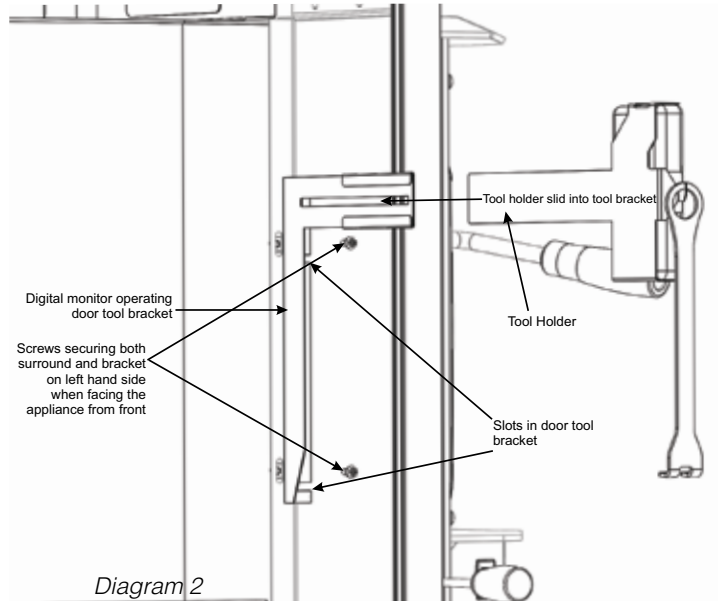 Tool holder slid into tool bracket
Digital monitor operating
door tool bracket
Tool Holder
Screws securing both
surround and bracket
on left hand side
when facing the
appliance from front
Slots in door tool
bracket
Diagram 2